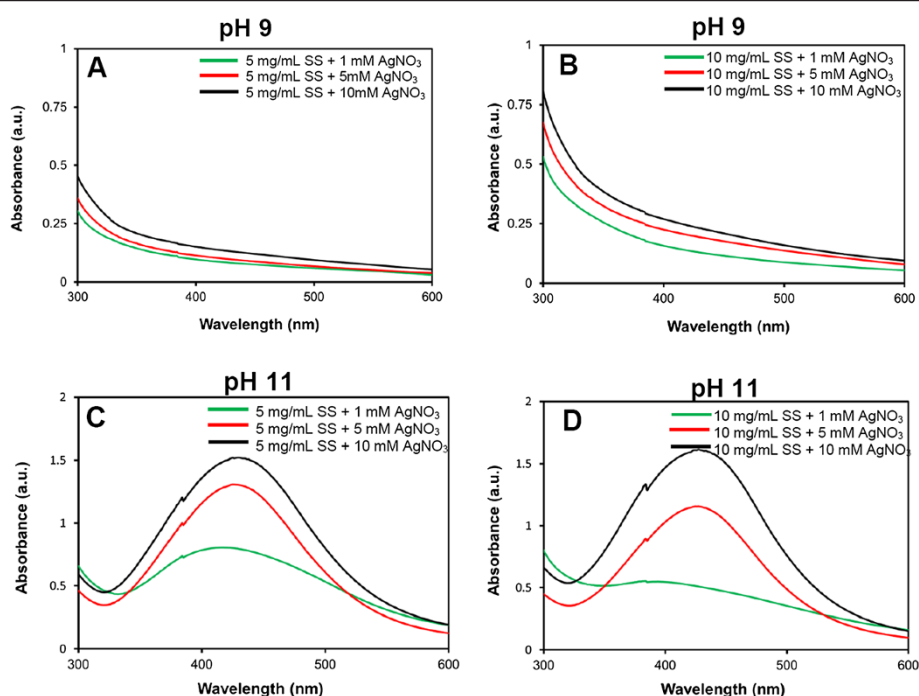 pH 9
A
5 mg/mL SS + 1 mM AgNO₃
5 mg/mL SS + 5mM AgNO₃
5 mg/mL SS + 10mM AgNO₃
Absorbance (a.u.)
1
0.75
0.5
0.25
0
300
400
500
600
Wavelength (nm)
pH 9
B
10 mg/mL SS + 1 mM AgNO₃
10 mg/mL SS + 5 mM AgNO₃
10 mg/mL SS + 10 mM AgNO₃
Absorbance (a.u.)
1
0.75
0.5
0.25
0
300
400
500
600
Wavelength (nm)
pH 11
C
5 mg/mL SS + 1 mM AgNO₃
5 mg/mL SS + 5 mM AgNO₃
5 mg/mL SS + 10 mM AgNO₃
Absorbance (a.u.)
2
1.5
1
0.5
0
300
400
500
600
Wavelength (nm)
pH 11
D
10 mg/mL SS + 1 mM AgNO₃
10 mg/mL SS + 5 mM AgNO₃
10 mg/mL SS + 10 mM AgNO₃
Absorbance (a.u.)
2
1.5
1
0.5
0
300
400
500
600
Wavelength (nm)